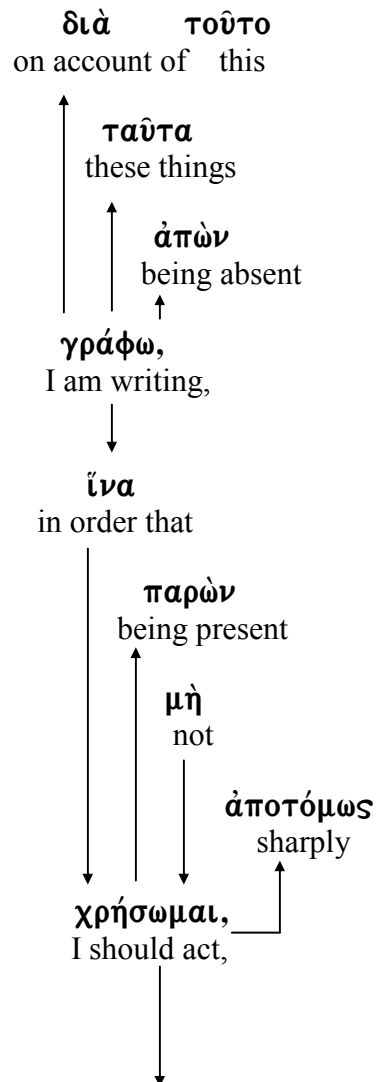 διὰ τοῦτο
on account of this
ταῦτα
these things
ἀπὼν
being absent
γράφω,
I am writing,
ἵνα
in order that
παρὼν
being present
μὴ
not
ἀποτόμως
sharply
χρήσωμαι,
I should act,